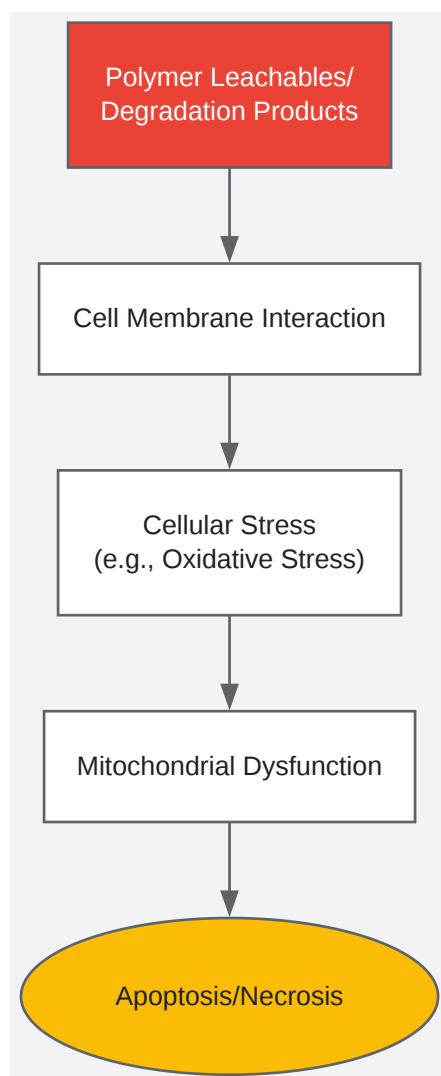 Polymer Leachables/
Degradation Products
Cell Membrane Interaction
Cellular Stress
(e.g., Oxidative Stress)
Mitochondrial Dysfunction
Apoptosis/Necrosis